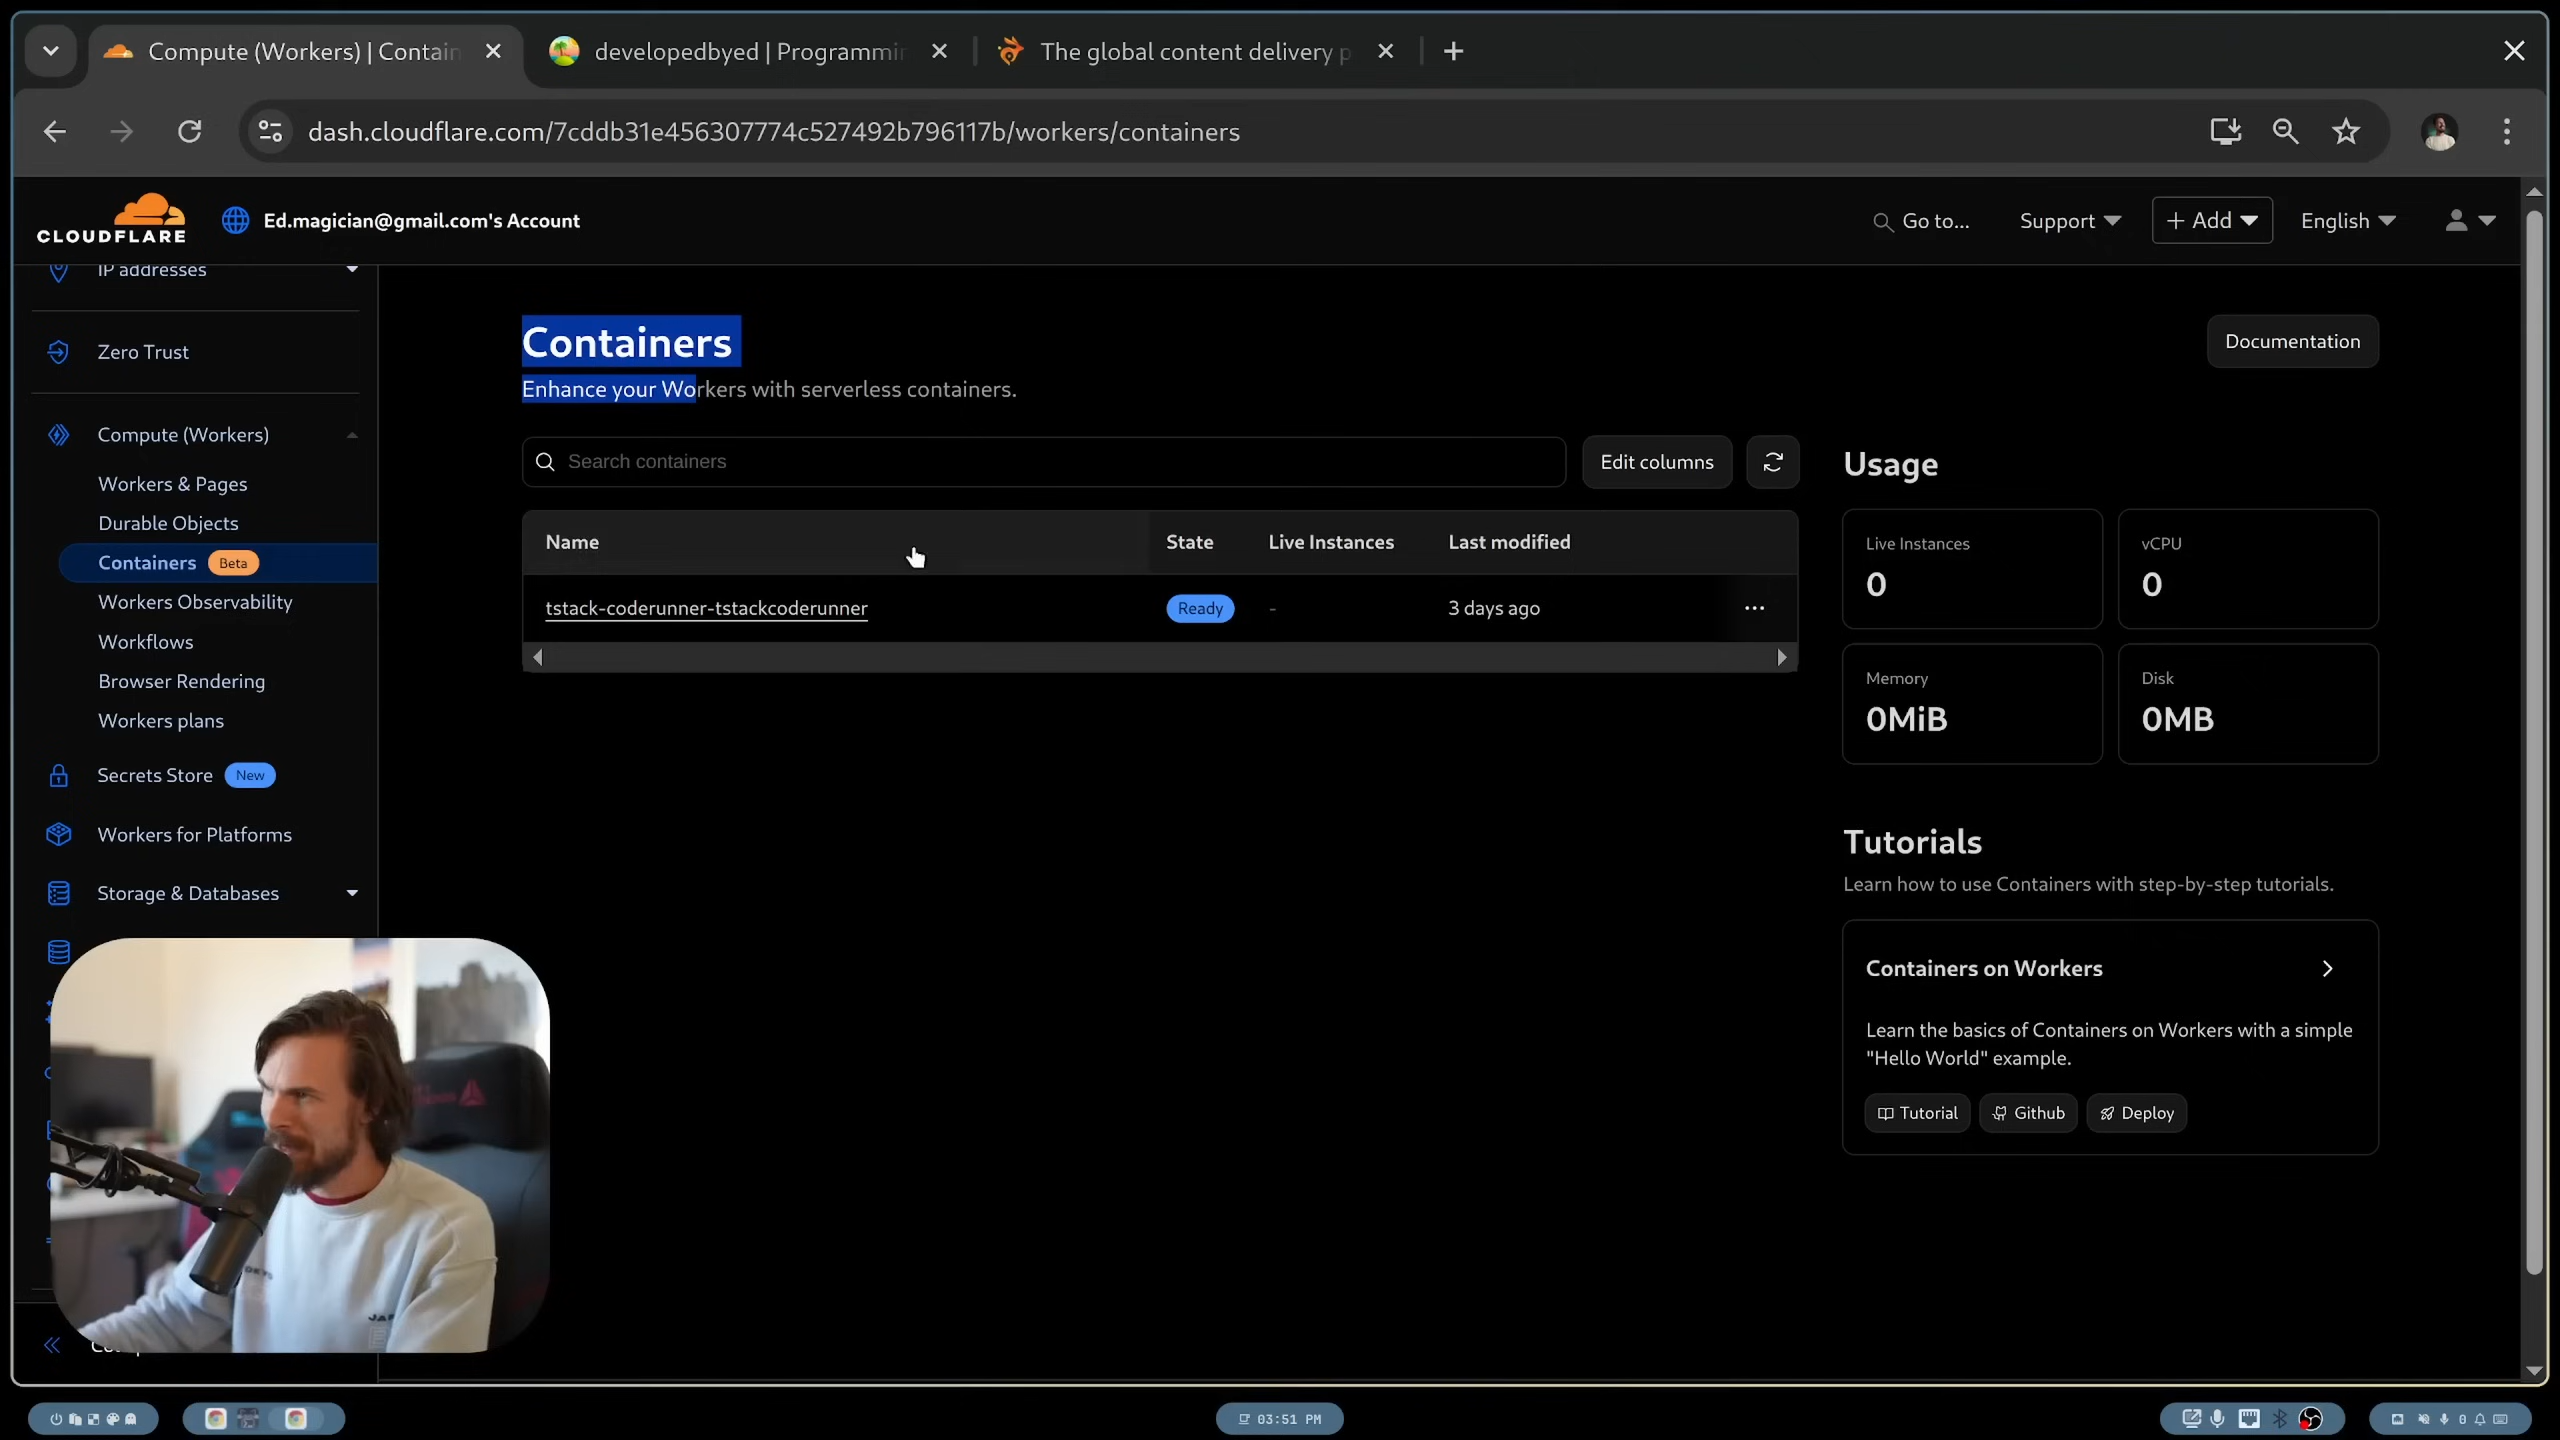 Compute (Workers) | Contain
developedbyed | Programmin
The global content delivery p
dash.cloudflare.com/7cddb31e456307774c527492b796117b/workers/containers
CLOUDFLARE
Ed.magician@gmail.com's Account
Go to...
Support
+ Add
English
IP addresses
Zero Trust
Compute (Workers)
Workers & Pages
Durable Objects
Containers Beta
Workers Observability
Workflows
Browser Rendering
Workers plans
Secrets Store New
Workers for Platforms
Storage & Databases
Containers
Enhance your Workers with serverless containers.
Documentation
Search containers
Edit columns
Name State Live Instances Last modified
tstack-coderunner-tstackcoderunner Ready - 3 days ago
Usage
Live Instances
0
vCPU
0
Memory
0MiB
Disk
0MB
Tutorials
Learn how to use Containers with step-by-step tutorials.
Containers on Workers
Learn the basics of Containers on Workers with a simple
"Hello World" example.
Tutorial
Github
Deploy
03:51 PM
0